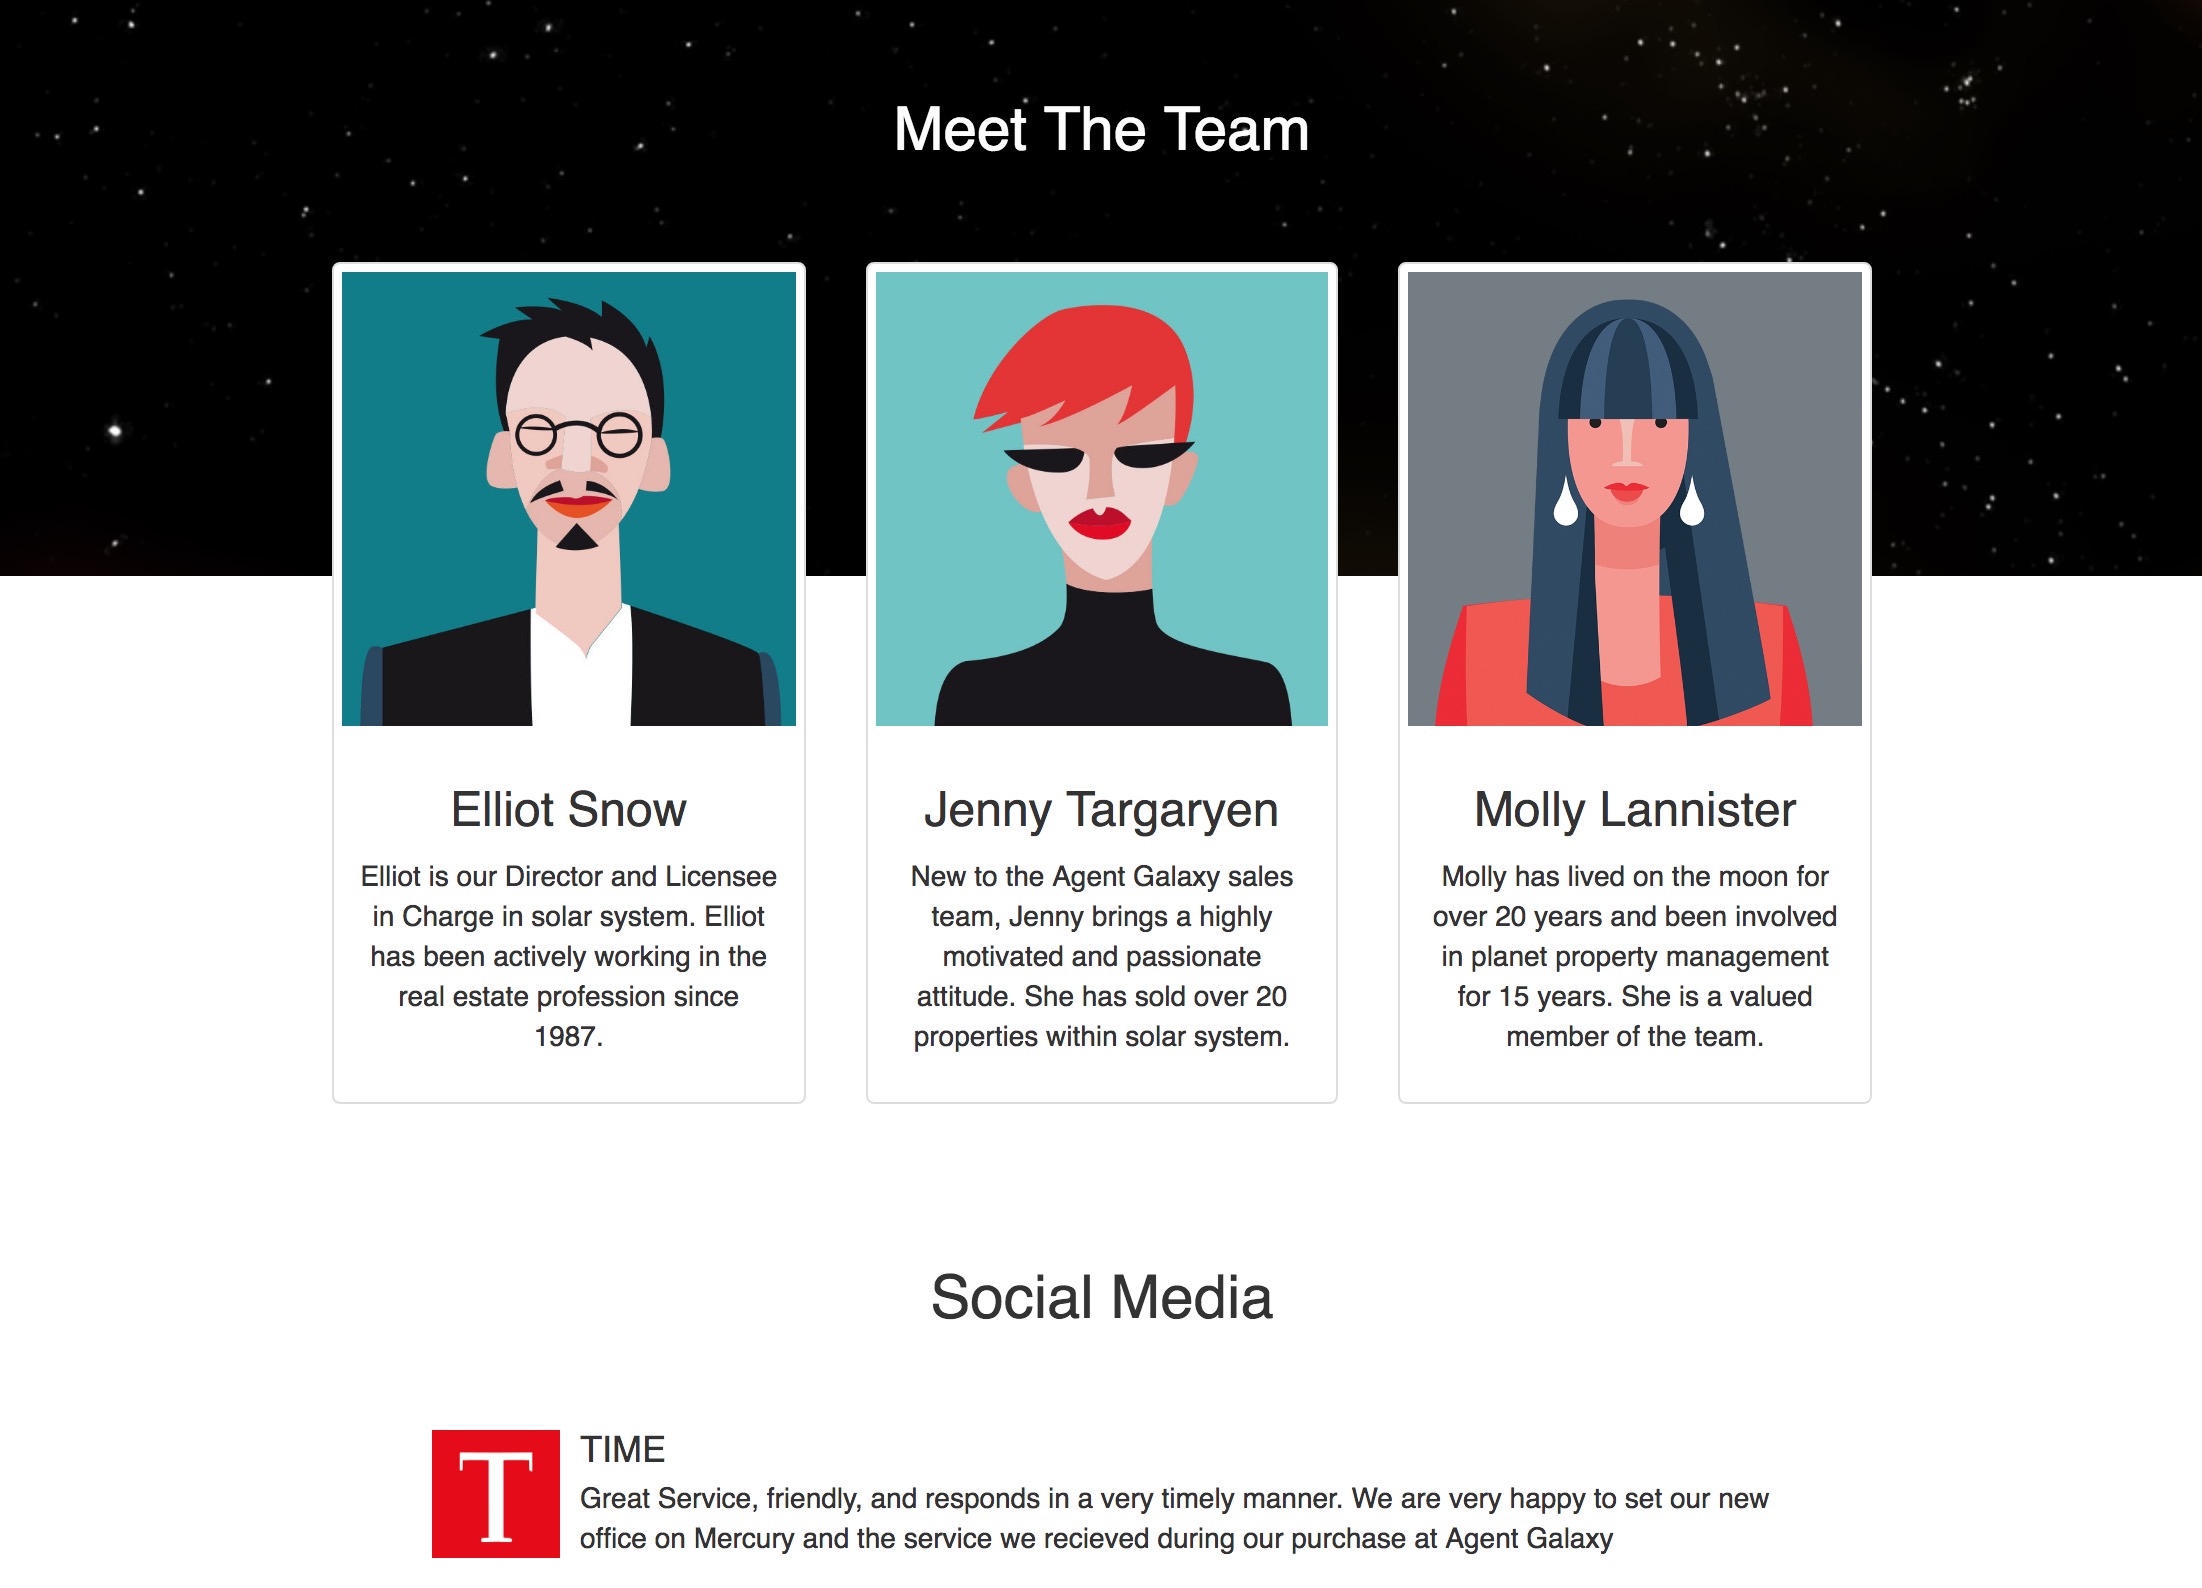 Meet The Team
Elliot Snow
Elliot is our Director and Licensee
in Charge in solar system. Elliot
has been actively working in the
real estate profession since
1987.
Jenny Targaryen
New to the Agent Galaxy sales
team, Jenny brings a highly
motivated and passionate
attitude. She has sold over 20
properties within solar system.
Molly Lannister
Molly has lived on the moon for
over 20 years and been involved
in planet property management
for 15 years. She is a valued
member of the team.
Social Media
T
TIME
Great Service, friendly, and responds in a very timely manner. We are very happy to set our new
office on Mercury and the service we recieved during our purchase at Agent Galaxy